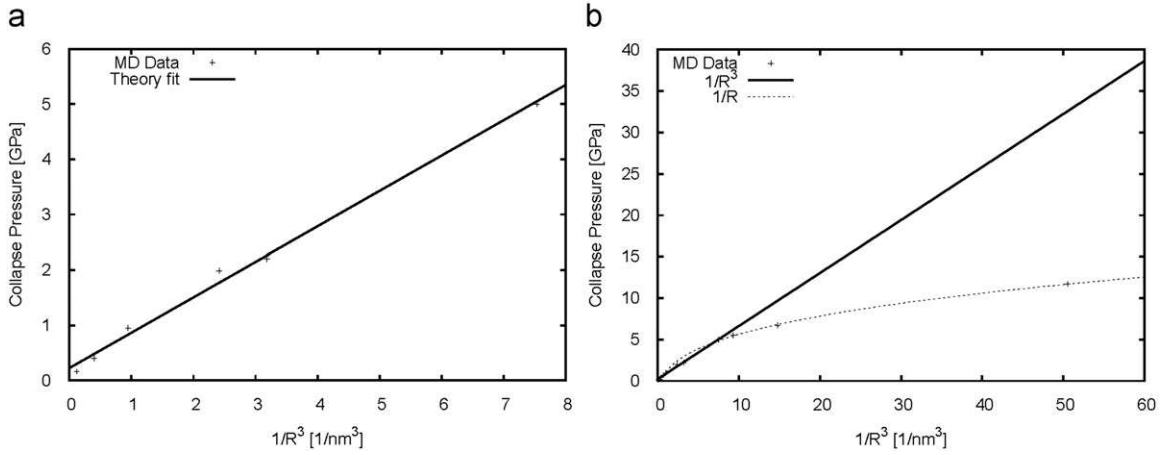 a
6
5
4
3
2
1
0
Collapse Pressure [GPa]
MD Data
Theory fit
0 1 2 3 4 5 6 7 8
1/R³ [1/nm³]
b
40
35
30
25
20
15
10
5
0
Collapse Pressure [GPa]
MD Data
1/R³
1/R
0 10 20 30 40 50 60
1/R³ [1/nm³]